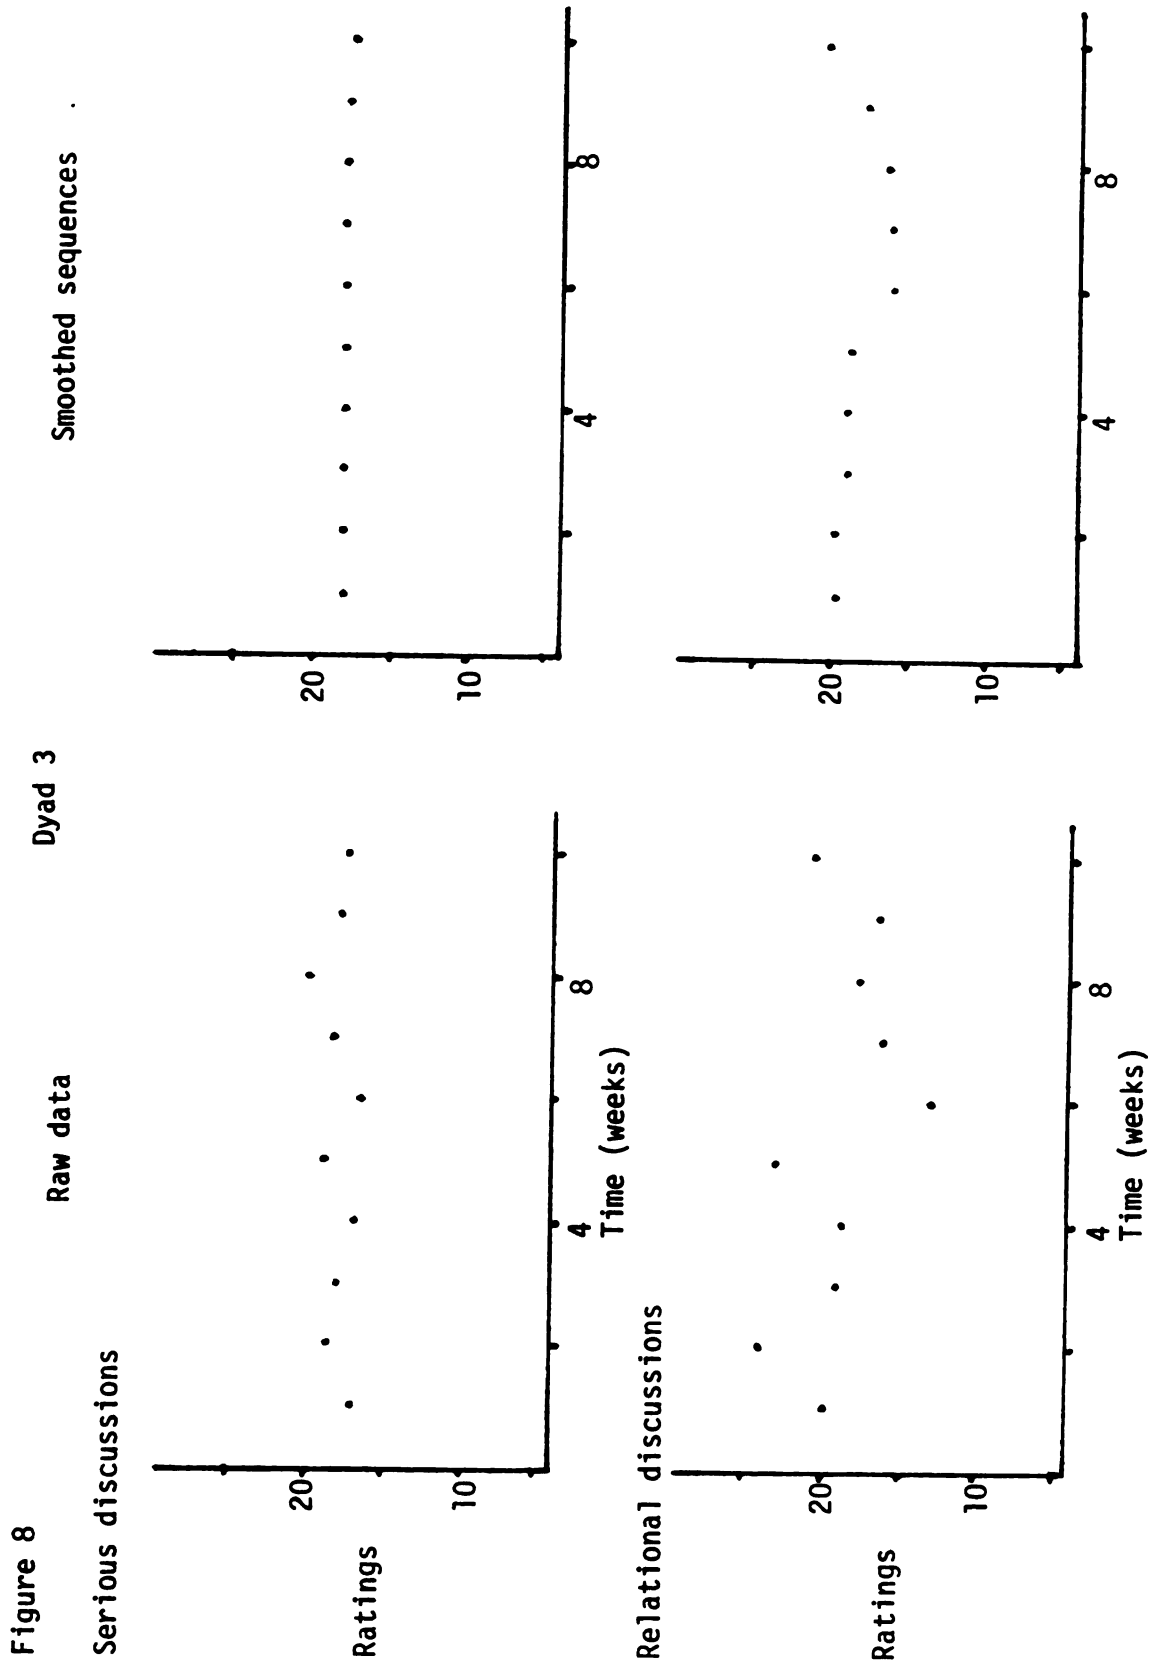 Figure 8
Dyad 3
Raw data
Smoothed sequences
Serious discussions
Ratings
20
10
4
8
Time (weeks)
20
10
4
8
Relational discussions
Ratings
20
10
4
8
Time (weeks)
20
10
4
8